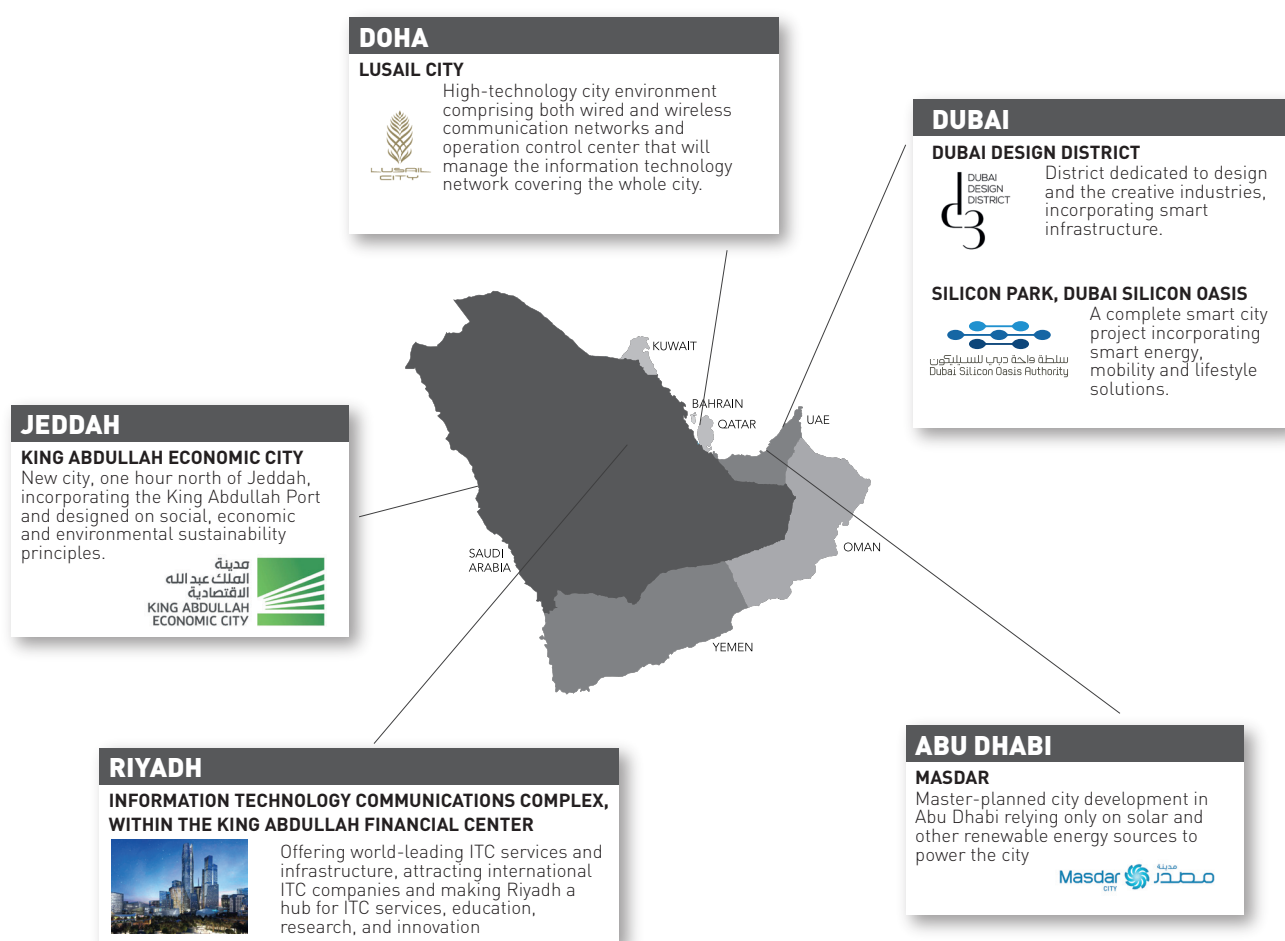 DOHA
LUSAIL CITY
High-technology city environment
comprising both wired and wireless
communication networks and
operation control center that will
manage the information technology
network covering the whole city.
LUSAIL
CITY
DUBAI
DUBAI DESIGN DISTRICT
DUBAI
DESIGN
DISTRICT
d3
District dedicated to design
and the creative industries,
incorporating smart
infrastructure.
SILICON PARK, DUBAI SILICON OASIS
سلطة واحة دبي للسيليكون
Dubai Silicon Oasis Authority
A complete smart city
project incorporating
smart energy,
mobility and lifestyle
solutions.
KUWAIT
BAHRAIN
QATAR
UAE
OMAN
SAUDI
ARABIA
YEMEN
JEDDAH
KING ABDULLAH ECONOMIC CITY
New city, one hour north of Jeddah,
incorporating the King Abdullah Port
and designed on social, economic
and environmental sustainability
principles.
مدينة
الملك عبدالله
الاقتصادية
KING ABDULLAH
ECONOMIC CITY
RIYADH
INFORMATION TECHNOLOGY COMMUNICATIONS COMPLEX,
WITHIN THE KING ABDULLAH FINANCIAL CENTER
Offering world-leading ITC services and
infrastructure, attracting international
ITC companies and making Riyadh a
hub for ITC services, education,
research, and innovation
ABU DHABI
MASDAR
Master-planned city development in
Abu Dhabi relying only on solar and
other renewable energy sources to
power the city
Masdar
CITY
مدينة
مصدر